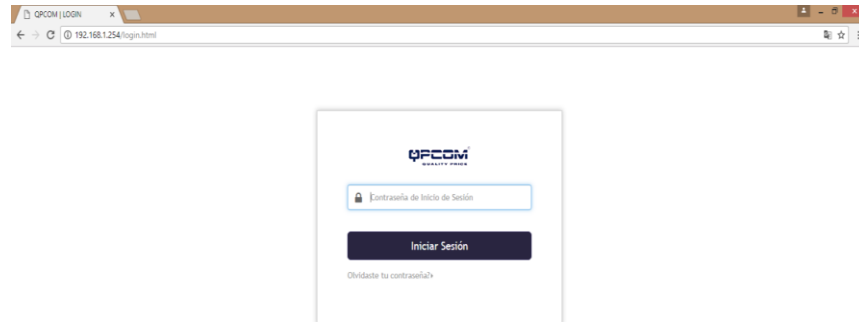 QPCOM | LOGIN
192.168.1.254/login.html
QPCOM
QUALITY PRICE
Contraseña de Inicio de Sesión
Iniciar Sesión
Olvidaste tu contraseña?›